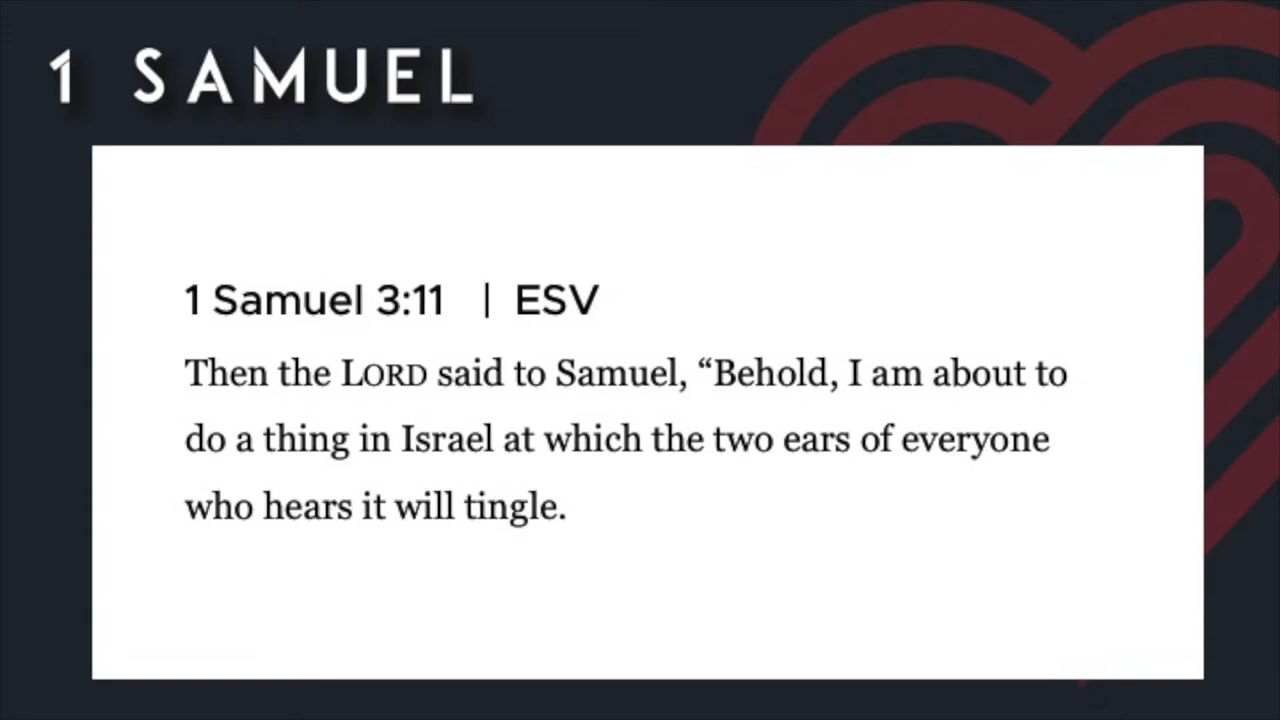 1 SAMUEL
1 Samuel 3:11 | ESV
Then the LORD said to Samuel, “Behold, I am about to
do a thing in Israel at which the two ears of everyone
who hears it will tingle.